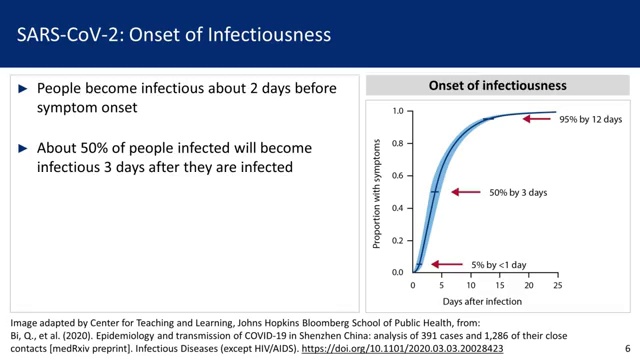 SARS-CoV-2: Onset of Infectiousness
► People become infectious about 2 days before
symptom onset
► About 50% of people infected will become
infectious 3 days after they are infected
Onset of infectiousness
1.0
0.8
0.6
0.4
0.2
0.0
Proportion with symptoms
95% by 12 days
50% by 3 days
5% by <1 day
0 5 10 15 20 25
Days after infection
Image adapted by Center for Teaching and Learning, Johns Hopkins Bloomberg School of Public Health, from:
Bi, Q., et al. (2020). Epidemiology and transmission of COVID-19 in Shenzhen China: analysis of 391 cases and 1,286 of their close
contacts [medRxiv preprint]. Infectious Diseases (except HIV/AIDS). https://doi.org/10.1101/2020.03.03.20028423
6